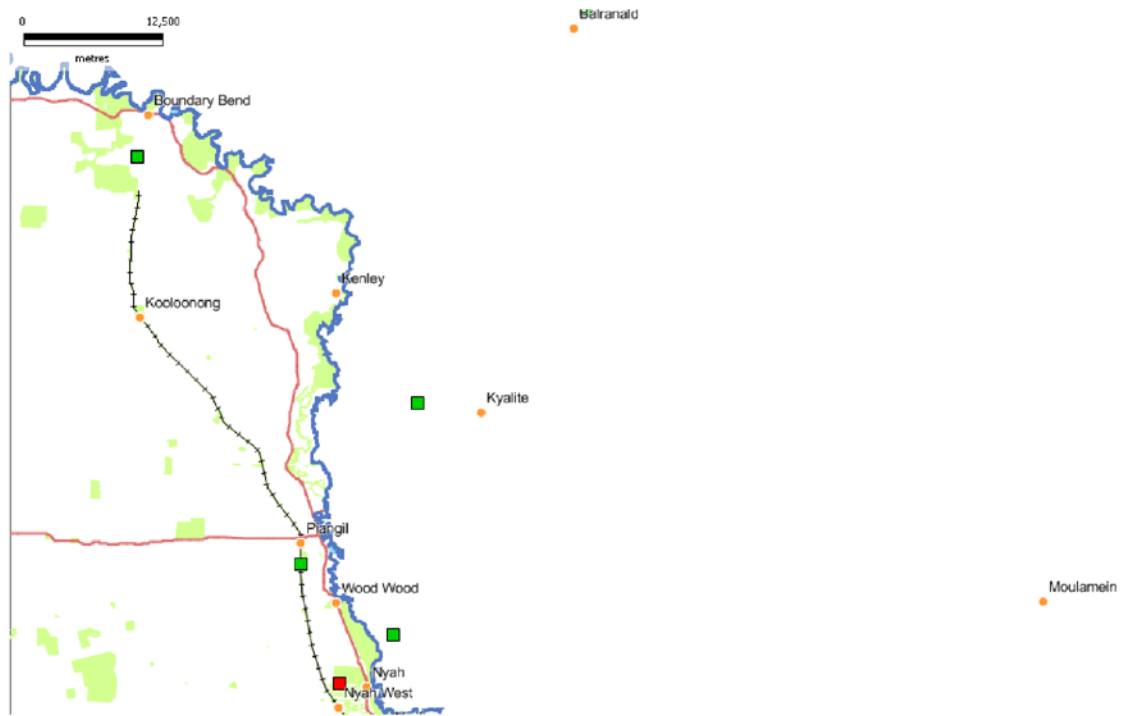 0 12,500
metres
Balranald
Boundary Bend
Kenley
Kooloonong
Kyalite
Piangil
Wood Wood
Moulamein
Nyah
Nyah West